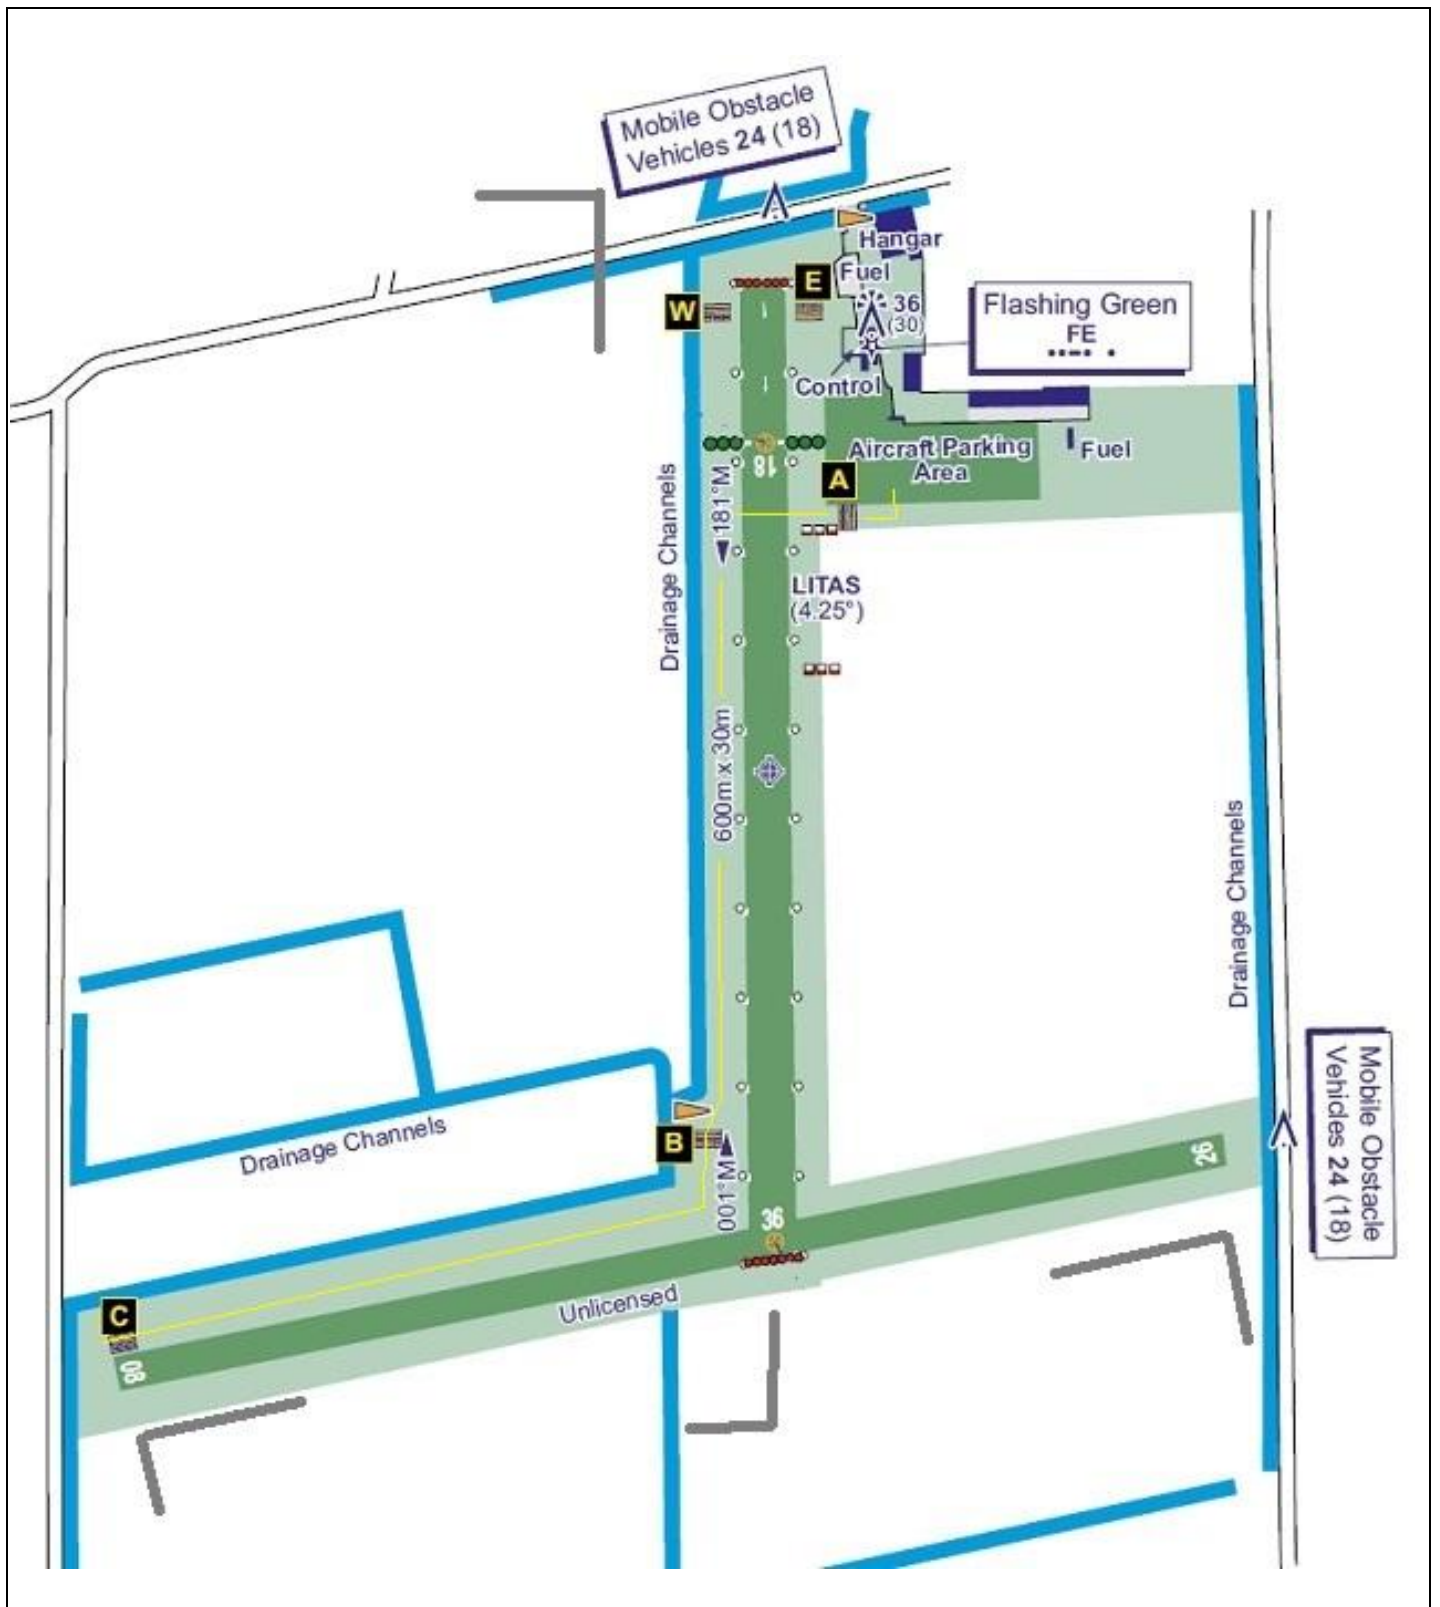 Mobile Obstacle
Vehicles 24 (18)
Hangar
Fuel
E
W
36
(30)
Flashing Green
FE
Control
Aircraft Parking
Area
Fuel
18
A
181°M
Drainage Channels
LITAS
(4.25°)
600m x 30m
Drainage Channels
Drainage Channels
B
001°M
36
26
Mobile Obstacle
Vehicles 24 (18)
Unlicensed
C
08